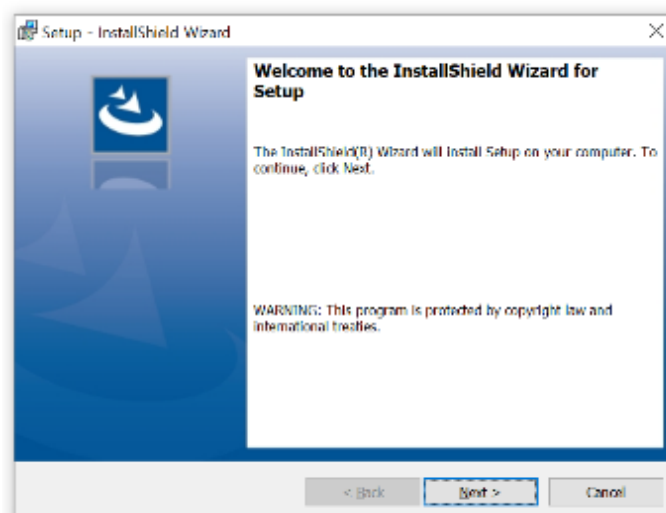 Setup - InstallShield Wizard
Welcome to the InstallShield Wizard for
Setup
The InstallShield(R) Wizard will install Setup on your computer. To
continue, click Next.
WARNING: This program is protected by copyright law and
international treaties.
< Back
Next >
Cancel